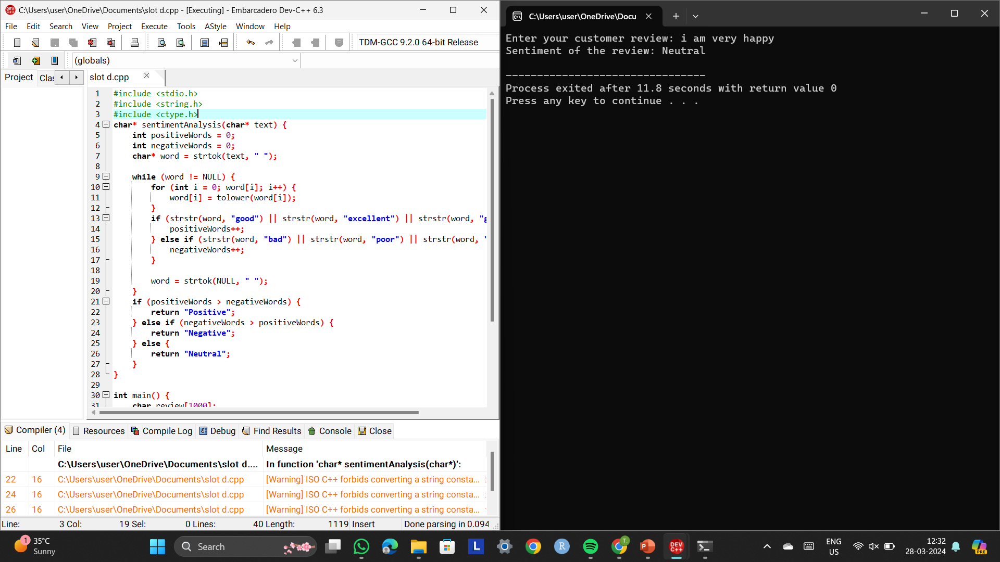 C:\Users\user\OneDrive\Documents\slot d.cpp - [Executing] - Embarcadero Dev-C++ 6.3
File Edit Search View Project Execute Tools AStyle Window Help
TDM-GCC 9.2.0 64-bit Release
(globals)
Project Clas slot d.cpp
1 #include <stdio.h>
2 #include <string.h>
3 #include <ctype.h>
4 char* sentimentAnalysis(char* text) {
5 int positiveWords = 0;
6 int negativeWords = 0;
7 char* word = strtok(text, " ");
8
9 while (word != NULL) {
10 for (int i = 0; word[i]; i++) {
11 word[i] = tolower(word[i]);
12 }
13 if (strstr(word, "good") || strstr(word, "excellent") || strstr(word, "g
14 positiveWords++;
15 } else if (strstr(word, "bad") || strstr(word, "poor") || strstr(word, "
16 negativeWords++;
17 }
18
19 word = strtok(NULL, " ");
20 }
21 if (positiveWords > negativeWords) {
22 return "Positive";
23 } else if (negativeWords > positiveWords) {
24 return "Negative";
25 } else {
26 return "Neutral";
27 }
28 }
29
30 int main() {
31 char review[1000];
Compiler (4) Resources Compile Log Debug Find Results Console Close
Line Col File Message
C:\Users\user\OneDrive\Documents\slot d.... In function 'char* sentimentAnalysis(char*)':
22 16 C:\Users\user\OneDrive\Documents\slot d.cpp [Warning] ISO C++ forbids converting a string consta...
24 16 C:\Users\user\OneDrive\Documents\slot d.cpp [Warning] ISO C++ forbids converting a string consta...
26 16 C:\Users\user\OneDrive\Documents\slot d.cpp [Warning] ISO C++ forbids converting a string consta...
Line: 3 Col: 19 Sel: 0 Lines: 40 Length: 1119 Insert Done parsing in 0.094
C:\Users\user\OneDrive\Docu
Enter your customer review: i am very happy
Sentiment of the review: Neutral
--------------------------------
Process exited after 11.8 seconds with return value 0
Press any key to continue . . .
1
35°C
Sunny
Search
L
R
T.
P
DEV
C++
ENG
US
12:32
28-03-2024
PRE